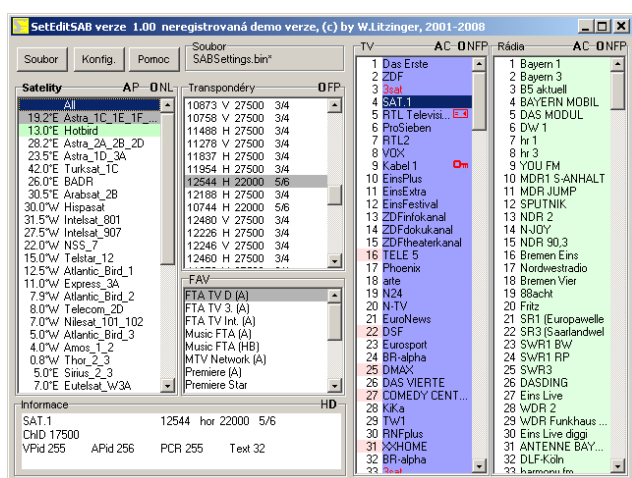 SetEditSAB verze 1.00 neregistrovaná demo verze, (c) by W.Litzinger, 2001-2008
Soubor
Konfig.
Pomoc
Soubor
SABSettings.bin*
Satelity AP ONL
All
19.2°E Astra_1C_1E_1F_...
13.0°E Hotbird
28.2°E Astra_2A_2B_2D
23.5°E Astra_1D_3A
42.0°E Turksat_1C
26.0°E BADR
30.5°E Arabsat_2B
30.0°W Hispasat
31.5°W Intelsat_801
27.5°W Intelsat_907
22.0°W NSS_7
15.0°W Telstar_12
12.5°W Atlantic_Bird_1
11.0°W Express_3A
7.9°W Atlantic_Bird_2
8.0°W Telecom_2D
7.0°W Nilesat_101_102
5.0°W Atlantic_Bird_3
4.0°W Amos_1_2
0.8°W Thor_2_3
5.0°E Sirius_2_3
7.0°E Eutelsat_W3A
Transpondéry OFP
10873 V 27500 3/4
10758 V 27500 3/4
11488 H 27500 3/4
11278 V 27500 3/4
11837 H 27500 3/4
11954 H 27500 3/4
12544 H 22000 5/6
12188 H 27500 3/4
10744 H 22000 5/6
12480 V 27500 3/4
12226 H 27500 3/4
12246 V 27500 3/4
12460 H 27500 3/4
FAV
FTA TV D (A)
FTA TV 3. (A)
FTA TV Int. (A)
Music FTA (A)
Music FTA (HB)
MTV Network (A)
Premiere (A)
Premiere Star
TV AC ONFP
1 Das Erste
2 ZDF
3 3sat
4 SAT.1
5 RTL Televisi...
6 ProSieben
7 RTL2
8 VOX
9 Kabel 1
10 EinsPlus
11 EinsExtra
12 EinsFestival
13 ZDFinfokanal
14 ZDFdokukanal
15 ZDFtheaterkanal
16 TELE 5
17 Phoenix
18 arte
19 N24
20 N-TV
21 EuroNews
22 DSF
23 Eurosport
24 BR-alpha
25 DMAX
26 DAS VIERTE
27 COMEDY CENT...
28 KiKa
29 TW1
30 RNFplus
31 XXHOME
32 BR-alpha
33 3sat
Rádia AC ONFP
1 Bayern 1
2 Bayern 3
3 B5 aktuell
4 BAYERN MOBIL
5 DAS MODUL
6 DW 1
7 hr 1
8 hr 3
9 YOU FM
10 MDR1 S-ANHALT
11 MDR JUMP
12 SPUTNIK
13 NDR 2
14 N-JOY
15 NDR 90,3
16 Bremen Eins
17 Nordwestradio
18 Bremen Vier
19 88acht
20 Fritz
21 SR1 (Europawelle
22 SR3 (Saarlandwel
23 SWR1 BW
24 SWR1 RP
25 SWR3
26 DASDING
27 Eins Live
28 WDR 2
29 WDR Funkhaus ...
30 Eins Live diggi
31 ANTENNE BAY...
32 DLF-Köln
33 harmony fm
Informace HD
SAT.1 12544 hor 22000 5/6
ChID 17500
VPid 255 APid 256 PCR 255 Text 32